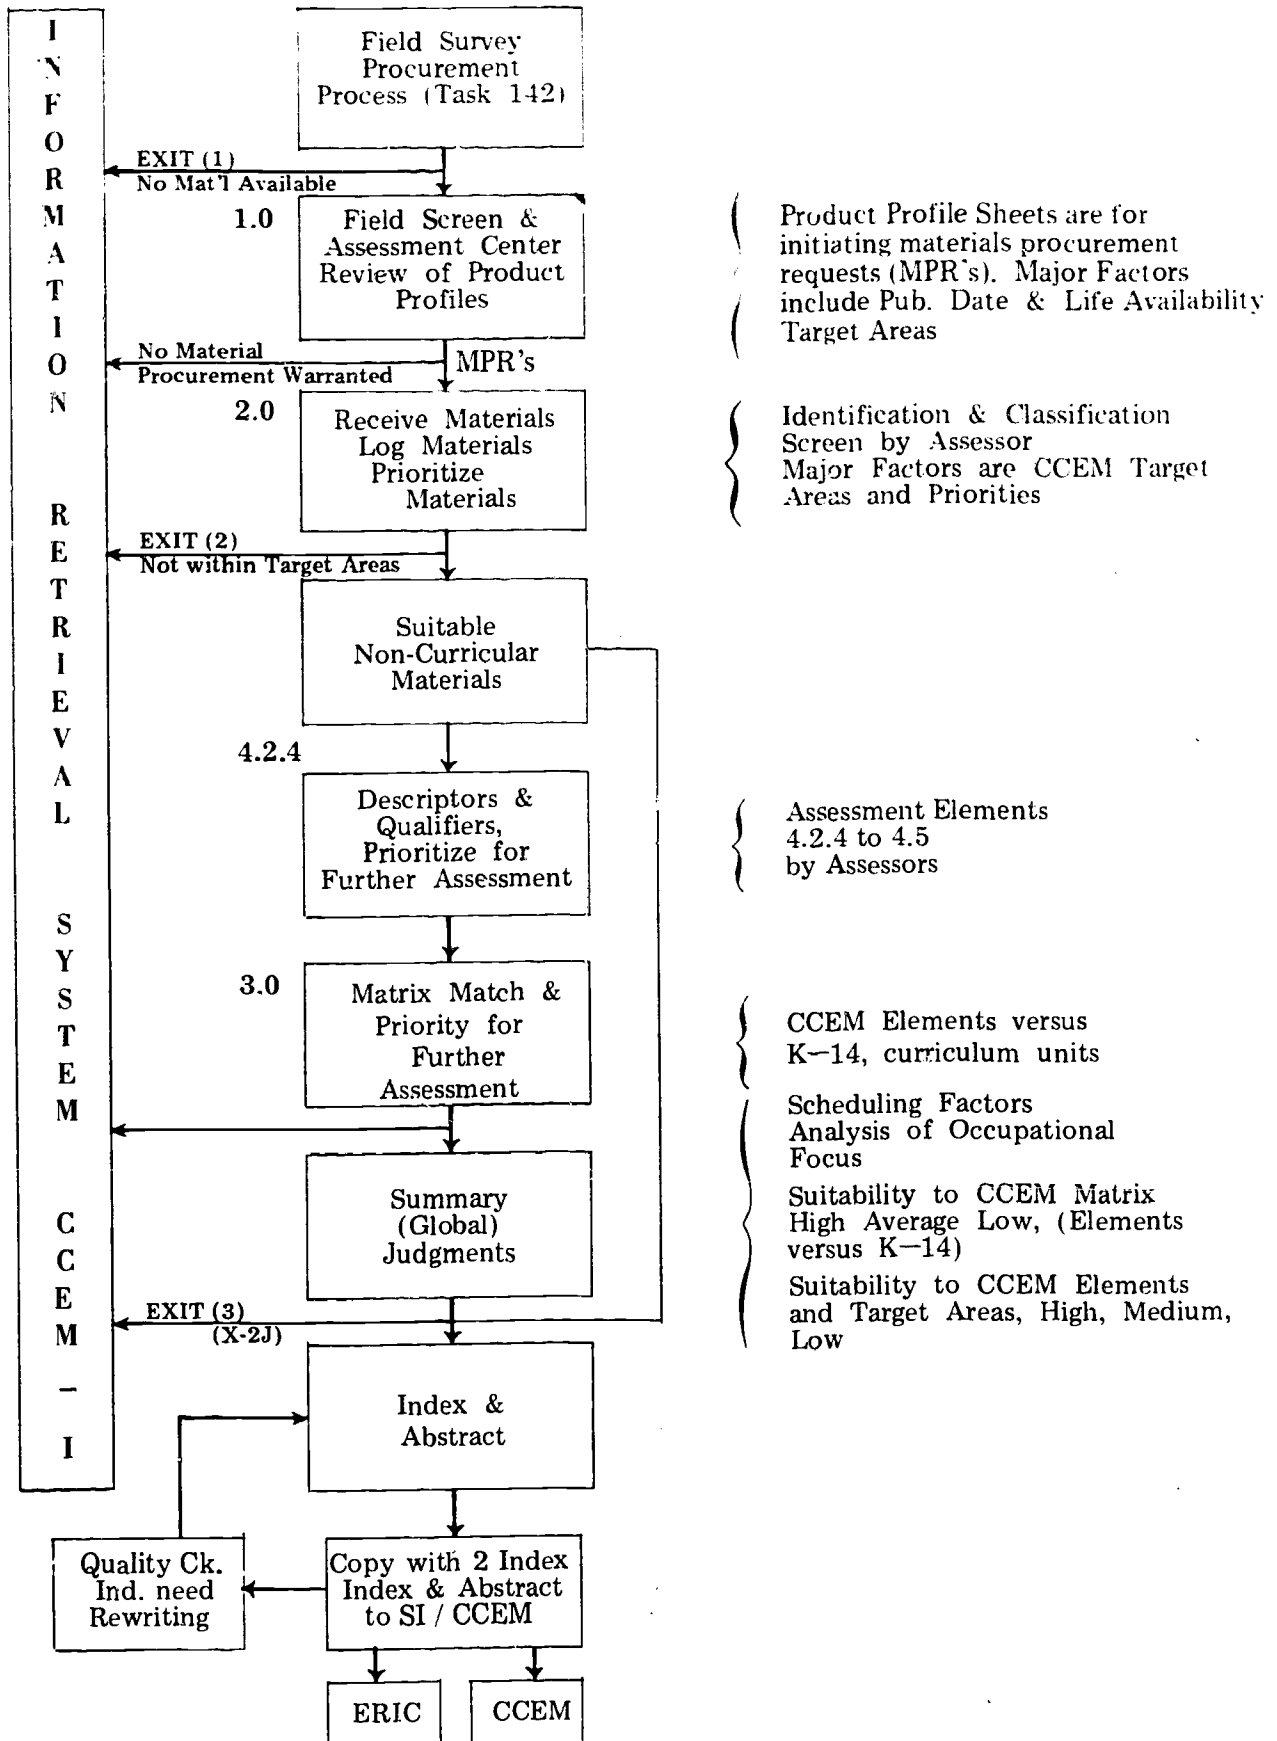 INFORMATION RETRIEVAL SYSTEM CCEM – I
Field Survey
Procurement
Process (Task 142)
EXIT (1)
No Mat'l Available
1.0
Field Screen &
Assessment Center
Review of Product
Profiles
Product Profile Sheets are for
initiating materials procurement
requests (MPR's). Major Factors
include Pub. Date & Life Availability
Target Areas
No Material
Procurement Warranted
MPR's
2.0
Receive Materials
Log Materials
Prioritize
Materials
Identification & Classification
Screen by Assessor
Major Factors are CCEM Target
Areas and Priorities
EXIT (2)
Not within Target Areas
Suitable
Non-Curricular
Materials
4.2.4
Descriptors &
Qualifiers,
Prioritize for
Further Assessment
Assessment Elements
4.2.4 to 4.5
by Assessors
3.0
Matrix Match &
Priority for
Further
Assessment
CCEM Elements versus
K—14, curriculum units
Scheduling Factors
Analysis of Occupational
Focus
Summary
(Global)
Judgments
Suitability to CCEM Matrix
High Average Low, (Elements
versus K—14)
Suitability to CCEM Elements
and Target Areas, High, Medium,
Low
EXIT (3)
(X-2J)
Index &
Abstract
Quality Ck.
Ind. need
Rewriting
Copy with 2 Index
Index & Abstract
to SI / CCEM
ERIC
CCEM